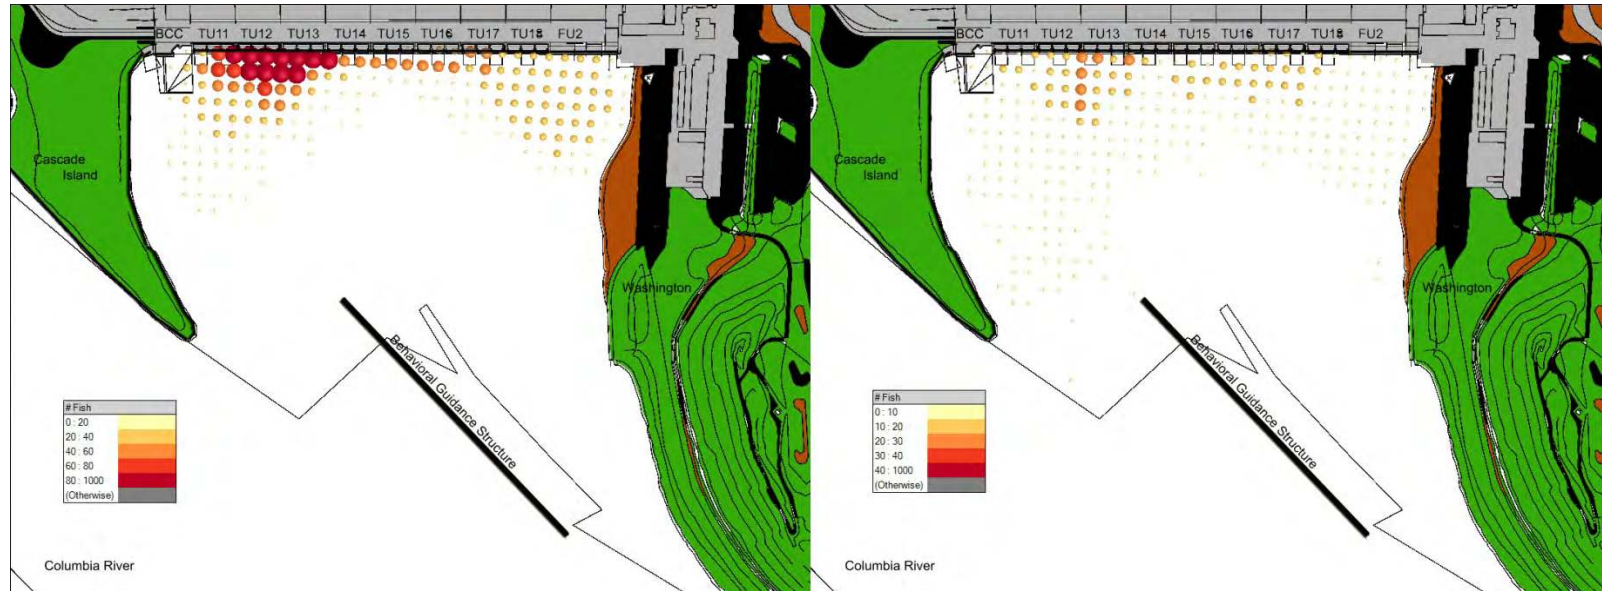 BCC TU11 TU12 TU13 TU14 TU15 TU16 TU17 TU18 FU2
Cascade
Island
Washington
Behavioral Guidance Structure
# Fish
0 : 20
20 : 40
40 : 60
60 : 80
80 : 1000
(Otherwise)
Columbia River
BCC TU11 TU12 TU13 TU14 TU15 TU16 TU17 TU18 FU2
Cascade
Island
Washington
Behavioral Guidance Structure
# Fish
0 : 10
10 : 20
20 : 30
30 : 40
40 : 1000
(Otherwise)
Columbia River